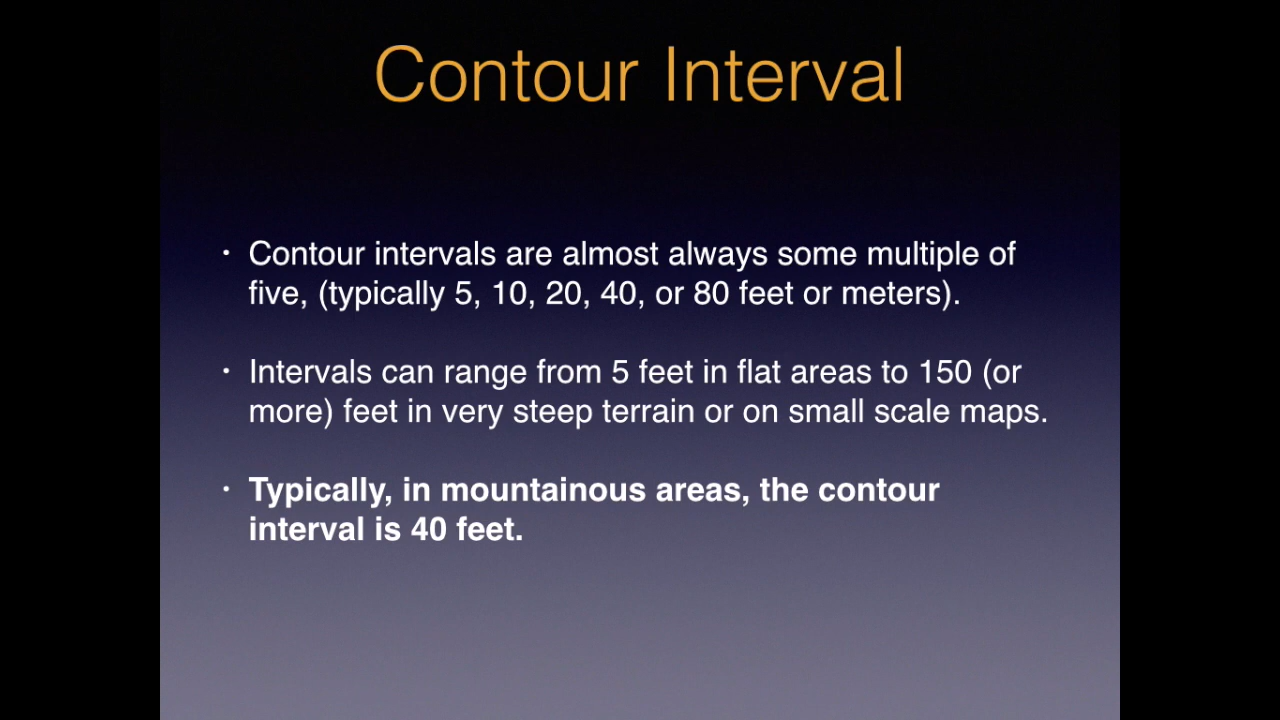 Contour Interval
• Contour intervals are almost always some multiple of
five, (typically 5, 10, 20, 40, or 80 feet or meters).
• Intervals can range from 5 feet in flat areas to 150 (or
more) feet in very steep terrain or on small scale maps.
• Typically, in mountainous areas, the contour
interval is 40 feet.